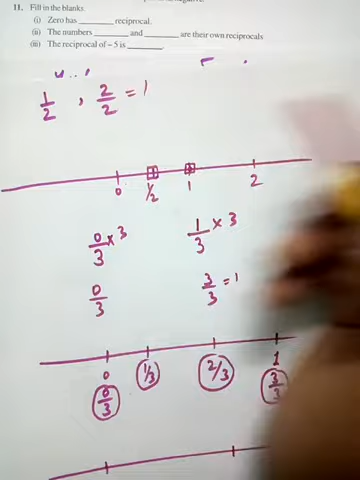 11. Fill in the blanks.
(i) Zero has ________ reciprocal.
(ii) The numbers ________ and ________ are their own reciprocals
(iii) The reciprocal of – 5 is ________.
1/2 , 2/2 = 1
0 1/2 1 2
0/3 × 3 1/3 × 3
0/3 3/3 = 1
0 1/3 2/3 1
0/3 3/3